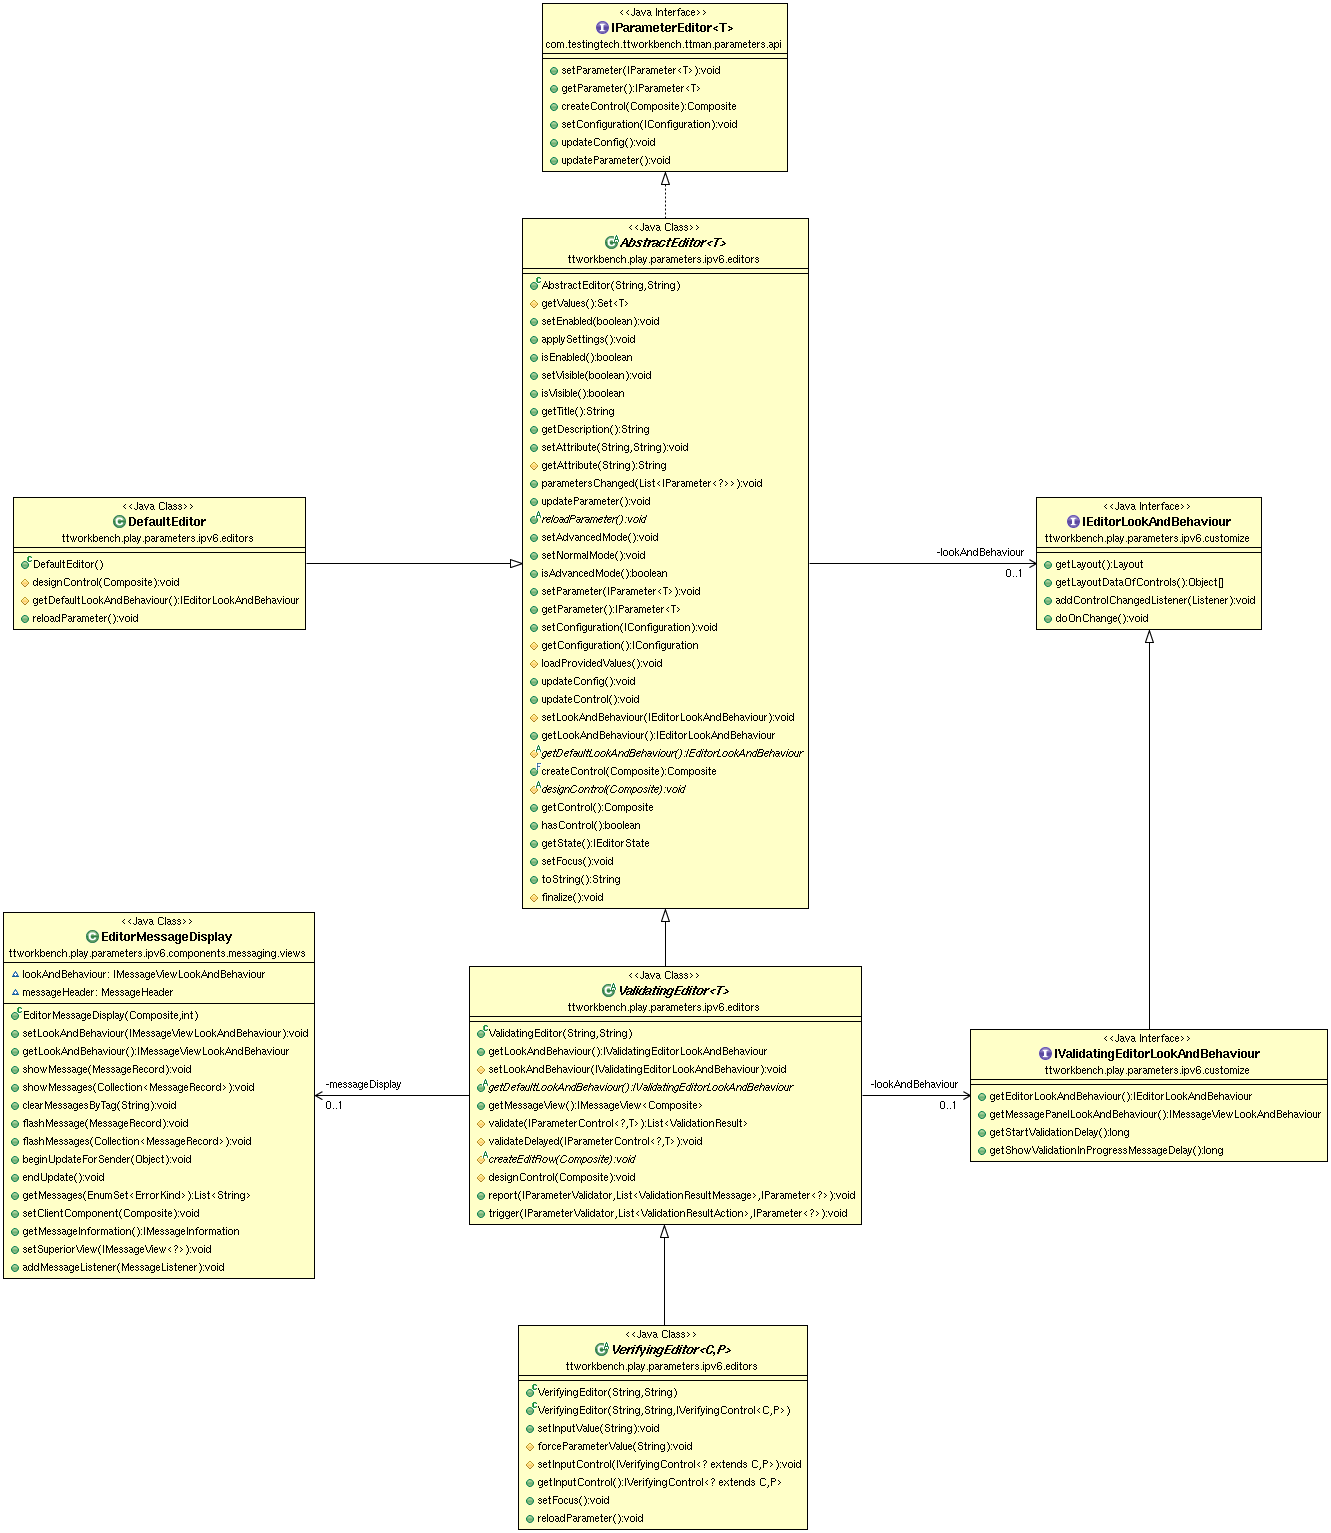 <<Java Interface>>
IParameterEditor<T>
com.testingtech.ttworkbench.ttman.parameters.api
setParameter(IParameter<T>):void
getParameter():IParameter<T>
createControl(Composite):Composite
setConfiguration(IConfiguration):void
updateConfig():void
updateParameter():void
<<Java Class>>
AbstractEditor<T>
ttworkbench.play.parameters.ipv6.editors
AbstractEditor(String,String)
getValues():Set<T>
setEnabled(boolean):void
applySettings():void
isEnabled():boolean
setVisible(boolean):void
isVisible():boolean
getTitle():String
getDescription():String
setAttribute(String,String):void
getAttribute(String):String
parametersChanged(List<IParameter<?>>):void
updateParameter():void
reloadParameter():void
setAdvancedMode():void
setNormalMode():void
isAdvancedMode():boolean
setParameter(IParameter<T>):void
getParameter():IParameter<T>
setConfiguration(IConfiguration):void
getConfiguration():IConfiguration
loadProvidedValues():void
updateConfig():void
updateControl():void
setLookAndBehaviour(IEditorLookAndBehaviour):void
getLookAndBehaviour():IEditorLookAndBehaviour
getDefaultLookAndBehaviour():IEditorLookAndBehaviour
createControl(Composite):Composite
designControl(Composite):void
getControl():Composite
hasControl():boolean
getState():IEditorState
setFocus():void
toString():String
finalize():void
<<Java Class>>
DefaultEditor
ttworkbench.play.parameters.ipv6.editors
DefaultEditor()
designControl(Composite):void
getDefaultLookAndBehaviour():IEditorLookAndBehaviour
reloadParameter():void
-lookAndBehaviour
0..1
<<Java Interface>>
IEditorLookAndBehaviour
ttworkbench.play.parameters.ipv6.customize
getLayout():Layout
getLayoutDataOfControls():Object[]
addControlChangedListener(Listener):void
doOnChange():void
<<Java Class>>
EditorMessageDisplay
ttworkbench.play.parameters.ipv6.components.messaging.views
lookAndBehaviour: IMessageViewLookAndBehaviour
messageHeader: MessageHeader
EditorMessageDisplay(Composite,int)
setLookAndBehaviour(IMessageViewLookAndBehaviour):void
getLookAndBehaviour():IMessageViewLookAndBehaviour
showMessage(MessageRecord):void
showMessages(Collection<MessageRecord>):void
clearMessagesByTag(String):void
flashMessage(MessageRecord):void
flashMessages(Collection<MessageRecord>):void
beginUpdateForSender(Object):void
endUpdate():void
getMessages(EnumSet<ErrorKind>):List<String>
setClientComponent(Composite):void
getMessageInformation():IMessageInformation
setSuperiorView(IMessageView<?>):void
addMessageListener(MessageListener):void
-messageDisplay
0..1
<<Java Class>>
ValidatingEditor<T>
ttworkbench.play.parameters.ipv6.editors
ValidatingEditor(String,String)
getLookAndBehaviour():IValidatingEditorLookAndBehaviour
setLookAndBehaviour(IValidatingEditorLookAndBehaviour):void
getDefaultLookAndBehaviour():IValidatingEditorLookAndBehaviour
getMessageView():IMessageView<Composite>
validate(IParameterControl<?,T>):List<ValidationResult>
validateDelayed(IParameterControl<?,T>):void
createEditRow(Composite):void
designControl(Composite):void
report(IParameterValidator,List<ValidationResultMessage>,IParameter<?>):void
trigger(IParameterValidator,List<ValidationResultAction>,IParameter<?>):void
-lookAndBehaviour
0..1
<<Java Interface>>
IValidatingEditorLookAndBehaviour
ttworkbench.play.parameters.ipv6.customize
getEditorLookAndBehaviour():IEditorLookAndBehaviour
getMessagePanelLookAndBehaviour():IMessageViewLookAndBehaviour
getStartValidationDelay():long
getShowValidationInProgressMessageDelay():long
<<Java Class>>
VerifyingEditor<C,P>
ttworkbench.play.parameters.ipv6.editors
VerifyingEditor(String,String)
VerifyingEditor(String,String,IVerifyingControl<C,P>)
setInputValue(String):void
forceParameterValue(String):void
setInputControl(IVerifyingControl<? extends C,P>):void
getInputControl():IVerifyingControl<? extends C,P>
setFocus():void
reloadParameter():void